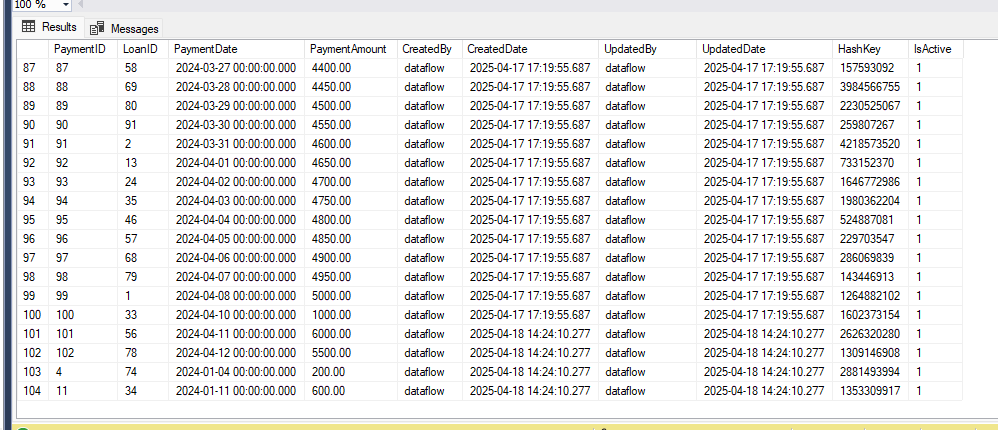 100 %
Results Messages
PaymentID LoanID PaymentDate PaymentAmount CreatedBy CreatedDate UpdatedBy UpdatedDate HashKey IsActive
87 87 58 2024-03-27 00:00:00.000 4400.00 dataflow 2025-04-17 17:19:55.687 dataflow 2025-04-17 17:19:55.687 157593092 1
88 88 69 2024-03-28 00:00:00.000 4450.00 dataflow 2025-04-17 17:19:55.687 dataflow 2025-04-17 17:19:55.687 3984566755 1
89 89 80 2024-03-29 00:00:00.000 4500.00 dataflow 2025-04-17 17:19:55.687 dataflow 2025-04-17 17:19:55.687 2230525067 1
90 90 91 2024-03-30 00:00:00.000 4550.00 dataflow 2025-04-17 17:19:55.687 dataflow 2025-04-17 17:19:55.687 259807267 1
91 91 2 2024-03-31 00:00:00.000 4600.00 dataflow 2025-04-17 17:19:55.687 dataflow 2025-04-17 17:19:55.687 4218573520 1
92 92 13 2024-04-01 00:00:00.000 4650.00 dataflow 2025-04-17 17:19:55.687 dataflow 2025-04-17 17:19:55.687 733152370 1
93 93 24 2024-04-02 00:00:00.000 4700.00 dataflow 2025-04-17 17:19:55.687 dataflow 2025-04-17 17:19:55.687 1646772986 1
94 94 35 2024-04-03 00:00:00.000 4750.00 dataflow 2025-04-17 17:19:55.687 dataflow 2025-04-17 17:19:55.687 1980362204 1
95 95 46 2024-04-04 00:00:00.000 4800.00 dataflow 2025-04-17 17:19:55.687 dataflow 2025-04-17 17:19:55.687 524887081 1
96 96 57 2024-04-05 00:00:00.000 4850.00 dataflow 2025-04-17 17:19:55.687 dataflow 2025-04-17 17:19:55.687 229703547 1
97 97 68 2024-04-06 00:00:00.000 4900.00 dataflow 2025-04-17 17:19:55.687 dataflow 2025-04-17 17:19:55.687 286069839 1
98 98 79 2024-04-07 00:00:00.000 4950.00 dataflow 2025-04-17 17:19:55.687 dataflow 2025-04-17 17:19:55.687 143446913 1
99 99 1 2024-04-08 00:00:00.000 5000.00 dataflow 2025-04-17 17:19:55.687 dataflow 2025-04-17 17:19:55.687 1264882102 1
100 100 33 2024-04-10 00:00:00.000 1000.00 dataflow 2025-04-17 17:19:55.687 dataflow 2025-04-17 17:19:55.687 1602373154 1
101 101 56 2024-04-11 00:00:00.000 6000.00 dataflow 2025-04-18 14:24:10.277 dataflow 2025-04-18 14:24:10.277 2626320280 1
102 102 78 2024-04-12 00:00:00.000 5500.00 dataflow 2025-04-18 14:24:10.277 dataflow 2025-04-18 14:24:10.277 1309146908 1
103 4 74 2024-01-04 00:00:00.000 200.00 dataflow 2025-04-18 14:24:10.277 dataflow 2025-04-18 14:24:10.277 2881493994 1
104 11 34 2024-01-11 00:00:00.000 600.00 dataflow 2025-04-18 14:24:10.277 dataflow 2025-04-18 14:24:10.277 1353309917 1